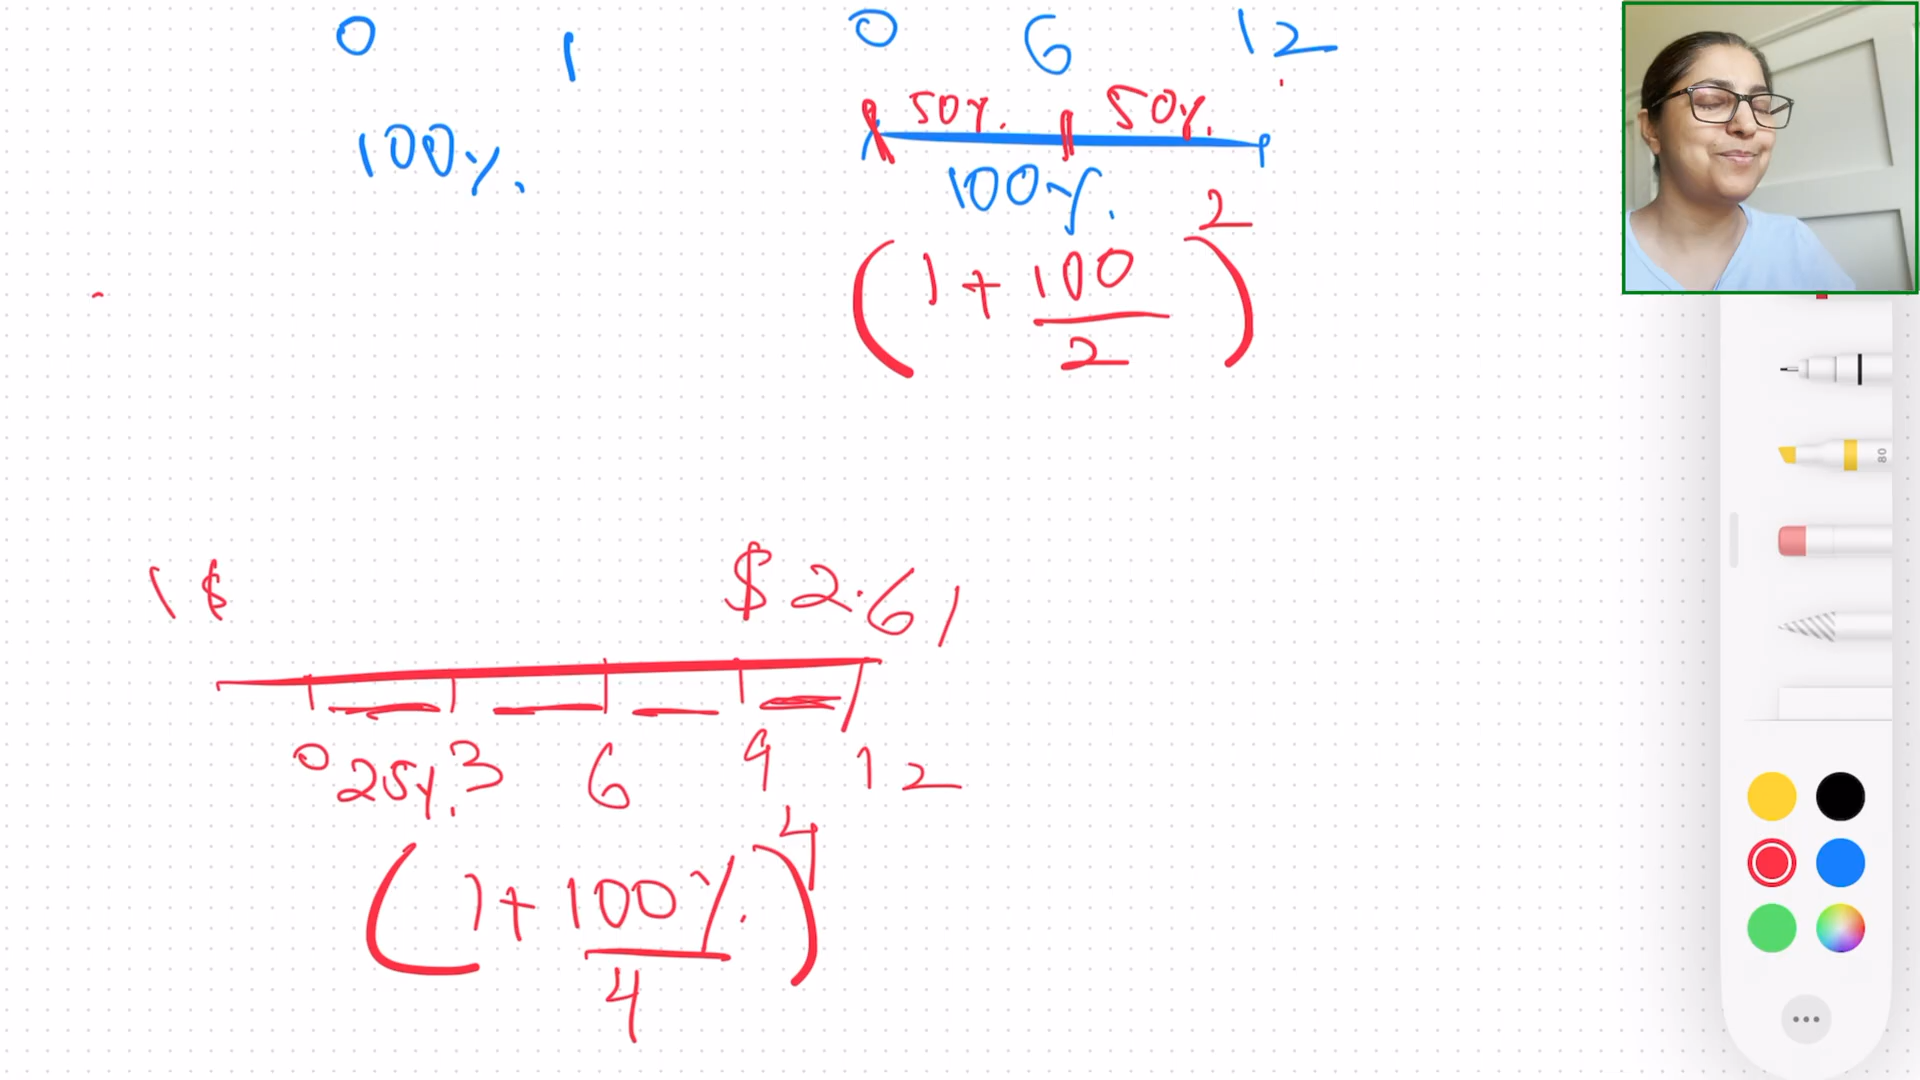 0 1
100%.
0 6 12
50%. 50%.
100%.
(1 + 100/2)²
1 $ $2.61
0 25%. 3 6 9 12
(1 + 100%./4)⁴
80